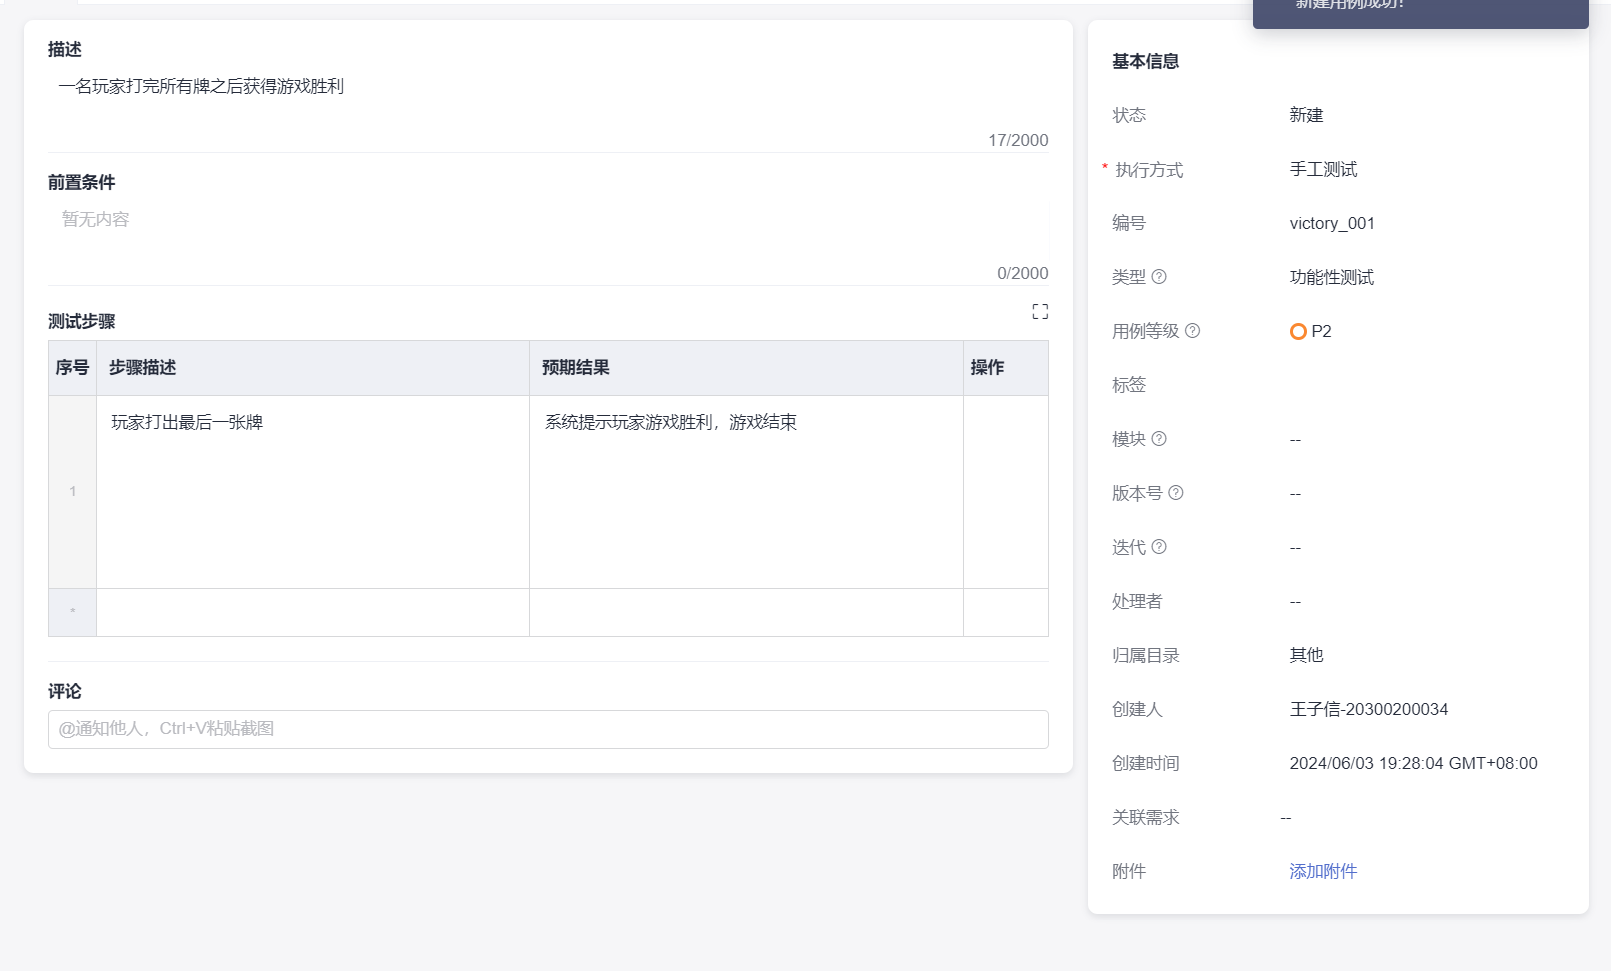 新建用例成功!
描述
一名玩家打完所有牌之后获得游戏胜利
17/2000
前置条件
暂无内容
0/2000
测试步骤
序号 步骤描述 预期结果 操作
1 玩家打出最后一张牌 系统提示玩家游戏胜利，游戏结束
*
评论
@通知他人，Ctrl+V粘贴截图
基本信息
状态 新建
* 执行方式 手工测试
编号 victory_001
类型 ? 功能性测试
用例等级 ? P2
标签
模块 ? --
版本号 ? --
迭代 ? --
处理者 --
归属目录 其他
创建人 王子信-20300200034
创建时间 2024/06/03 19:28:04 GMT+08:00
关联需求 --
附件 添加附件